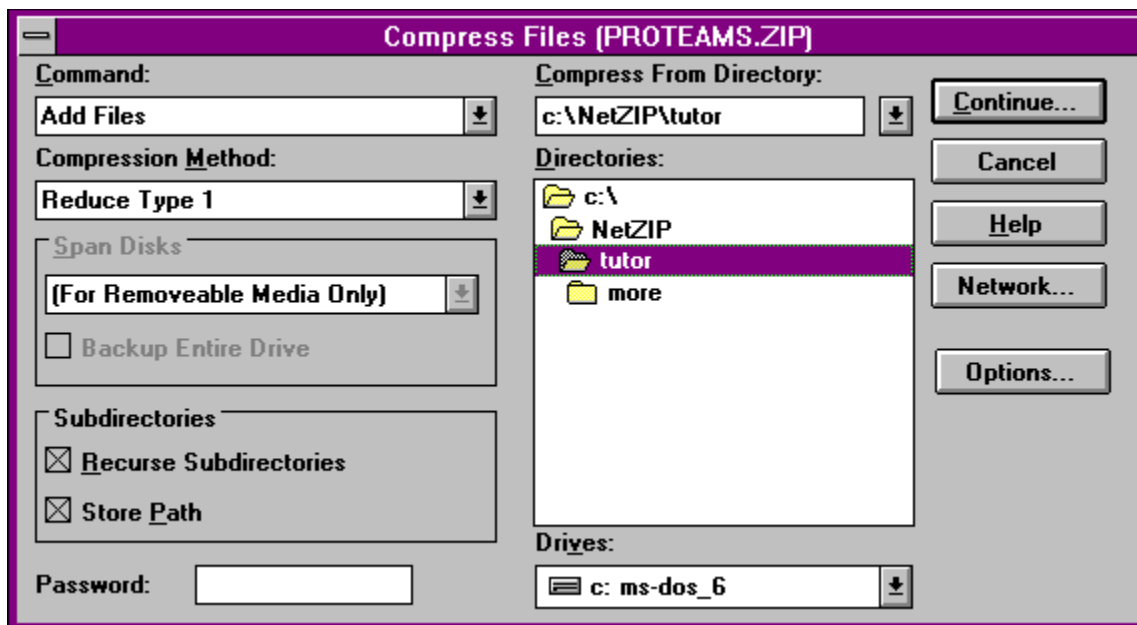 Compress Files (PROTEAMS.ZIP)
Command:
Add Files
Compression Method:
Reduce Type 1
Span Disks
(For Removeable Media Only)
Backup Entire Drive
Subdirectories
Recurse Subdirectories
Store Path
Password:
Compress From Directory:
c:\NetZIP\tutor
Directories:
c:\
NetZIP
tutor
more
Drives:
c: ms-dos_6
Continue...
Cancel
Help
Network...
Options...